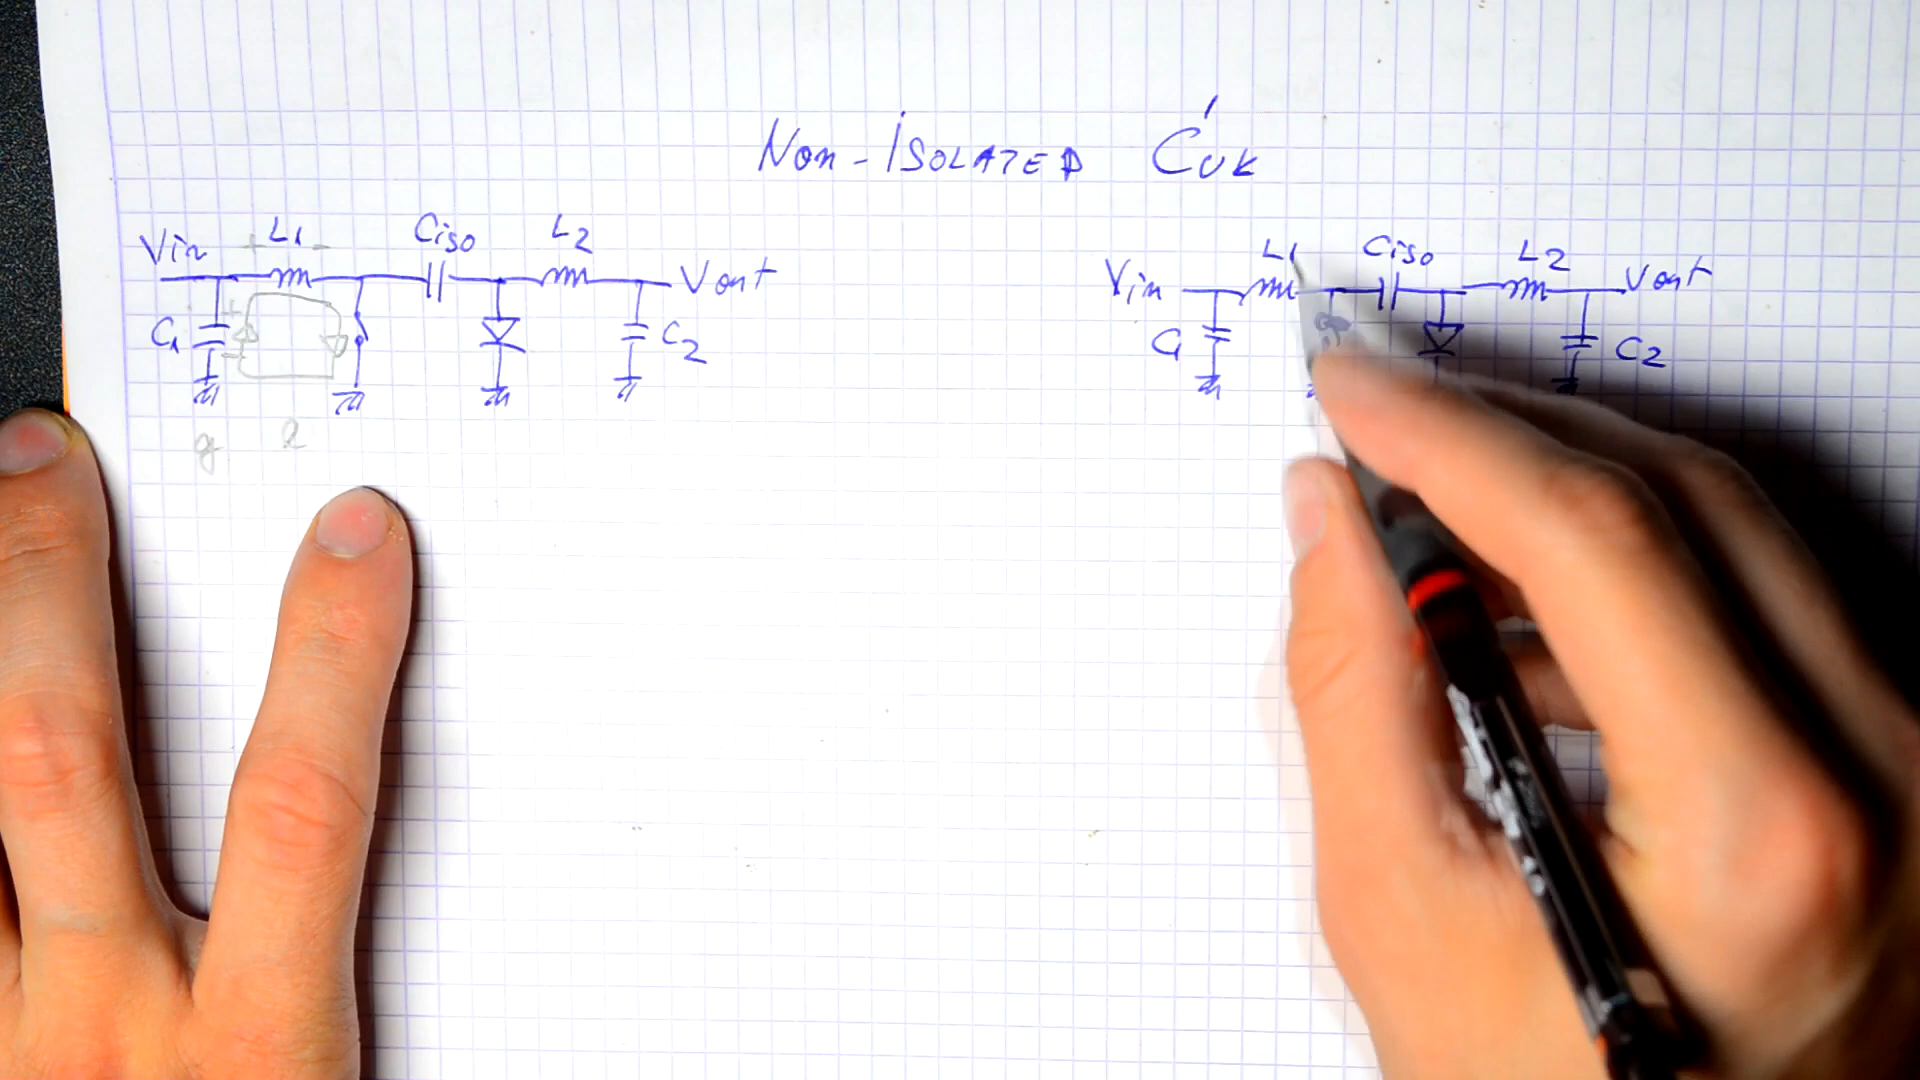 Non-ISOLATED Ćuk
Vin + L1 - Ciso L2 Vout
C1 + - C2
Vin L1 Ciso L2 Vout
C1 C2